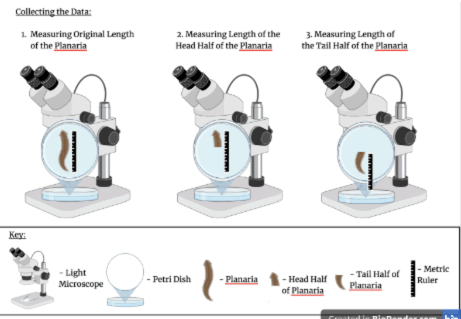 Collecting the Data:
1. Measuring Original Length
of the Planaria
2. Measuring Length of the
Head Half of the Planaria
3. Measuring Length of
the Tail Half of the Planaria
Key:
- Light
Microscope
- Petri Dish
- Planaria
- Head Half
of Planaria
- Tail Half of
Planaria
- Metric
Ruler
Created in BioRender.com bio